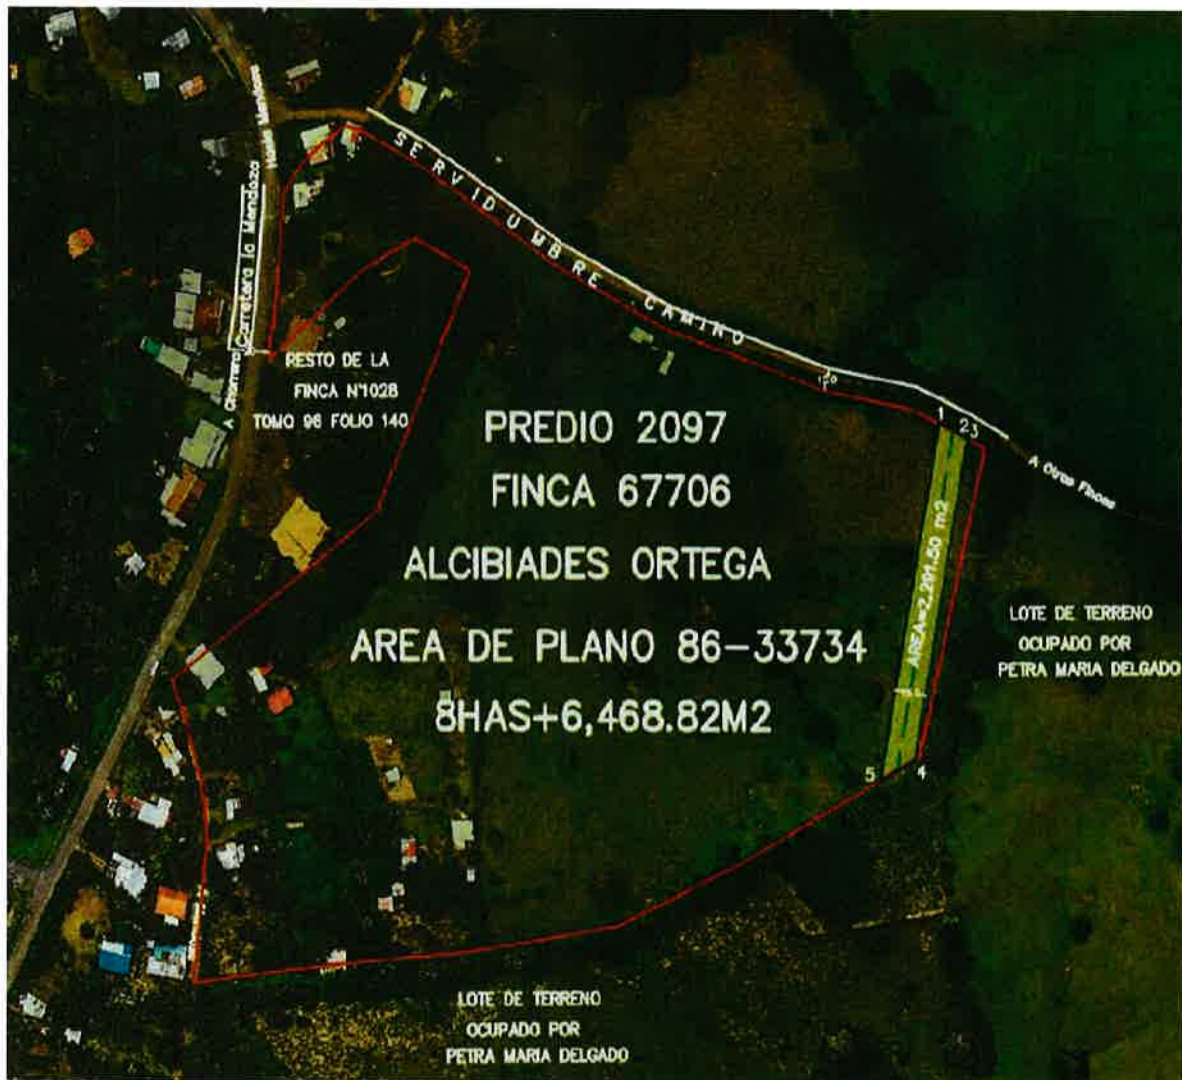 Hacia Mendoza
SERVIDUMBRE CAMINO
A Chorrera Carretera la Mendoza
RESTO DE LA
FINCA N°1028
TOMO 96 FOLIO 140
PREDIO 2097
FINCA 67706
ALCIBIADES ORTEGA
AREA DE PLANO 86-33734
8HAS+6,468.82M2
1
2
3
A Otras Fincas
AREA=2,291.50 m2
LOTE DE TERRENO
OCUPADO POR
PETRA MARIA DELGADO
5
4
LOTE DE TERRENO
OCUPADO POR
PETRA MARIA DELGADO